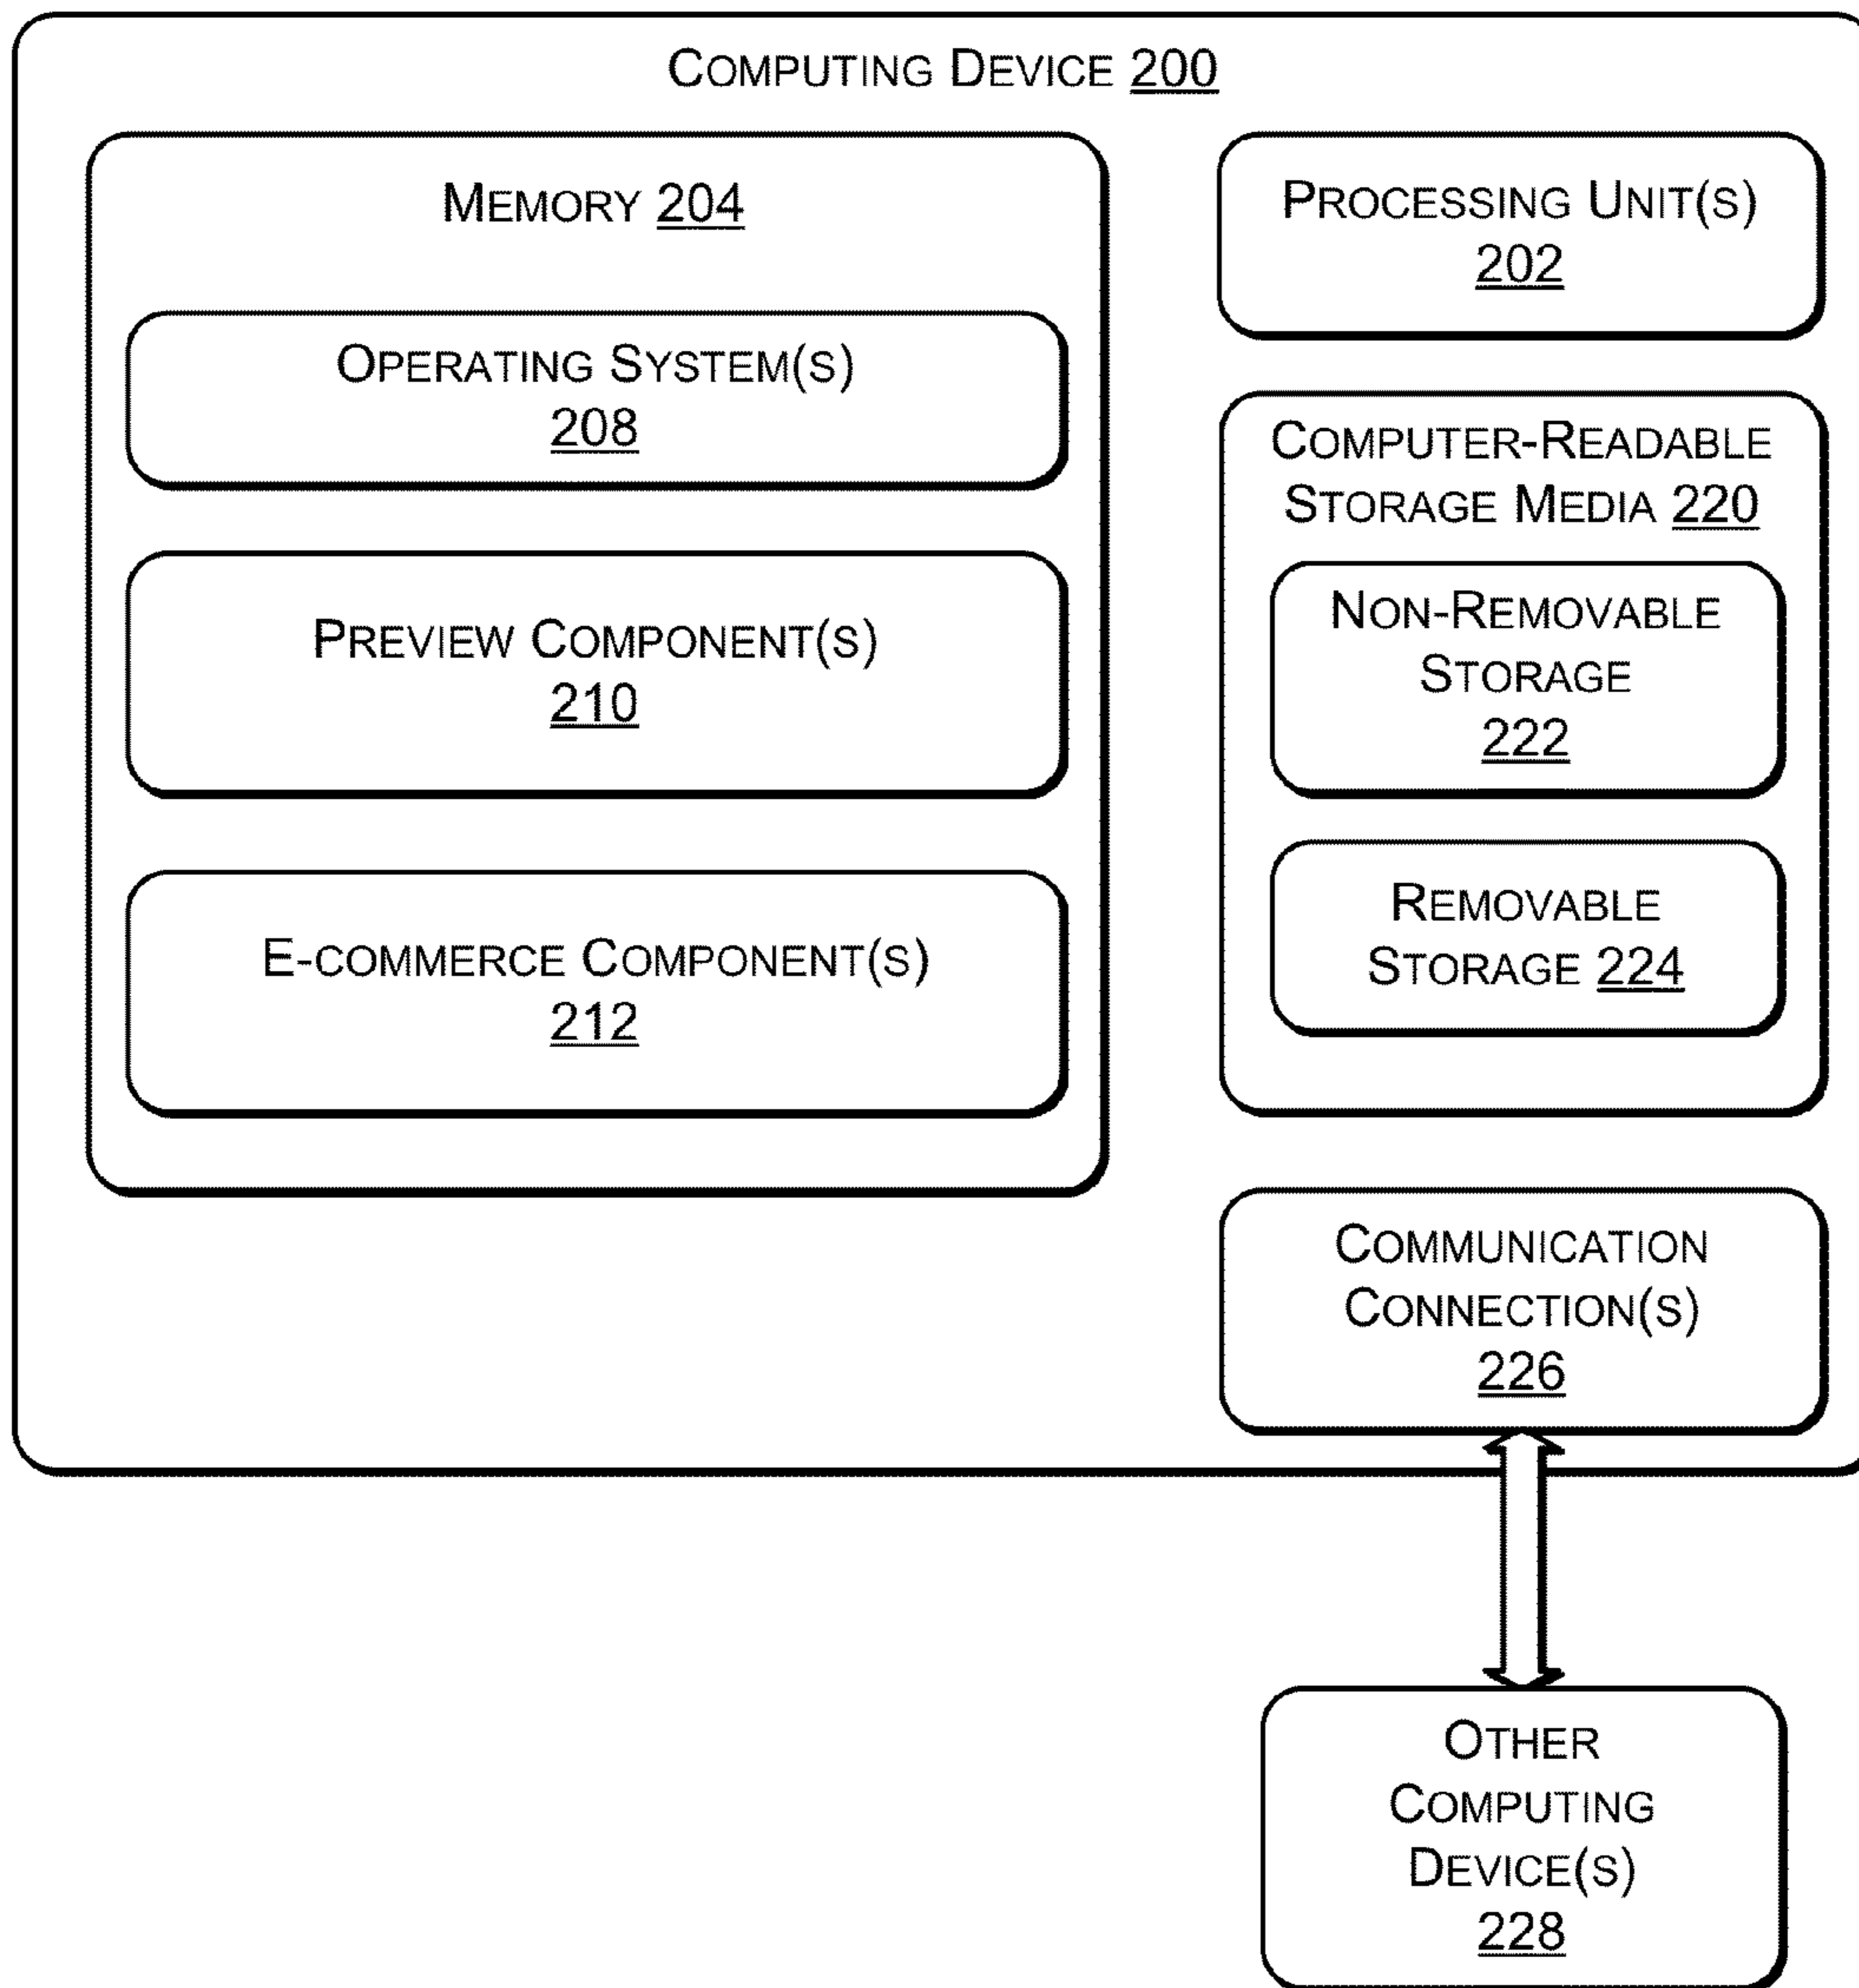 COMPUTING DEVICE 200
MEMORY 204
OPERATING SYSTEM(S)
208
PREVIEW COMPONENT(S)
210
E-COMMERCE COMPONENT(S)
212
PROCESSING UNIT(S)
202
COMPUTER-READABLE
STORAGE MEDIA 220
NON-REMOVABLE
STORAGE
222
REMOVABLE
STORAGE 224
COMMUNICATION
CONNECTION(S)
226
OTHER
COMPUTING
DEVICE(S)
228